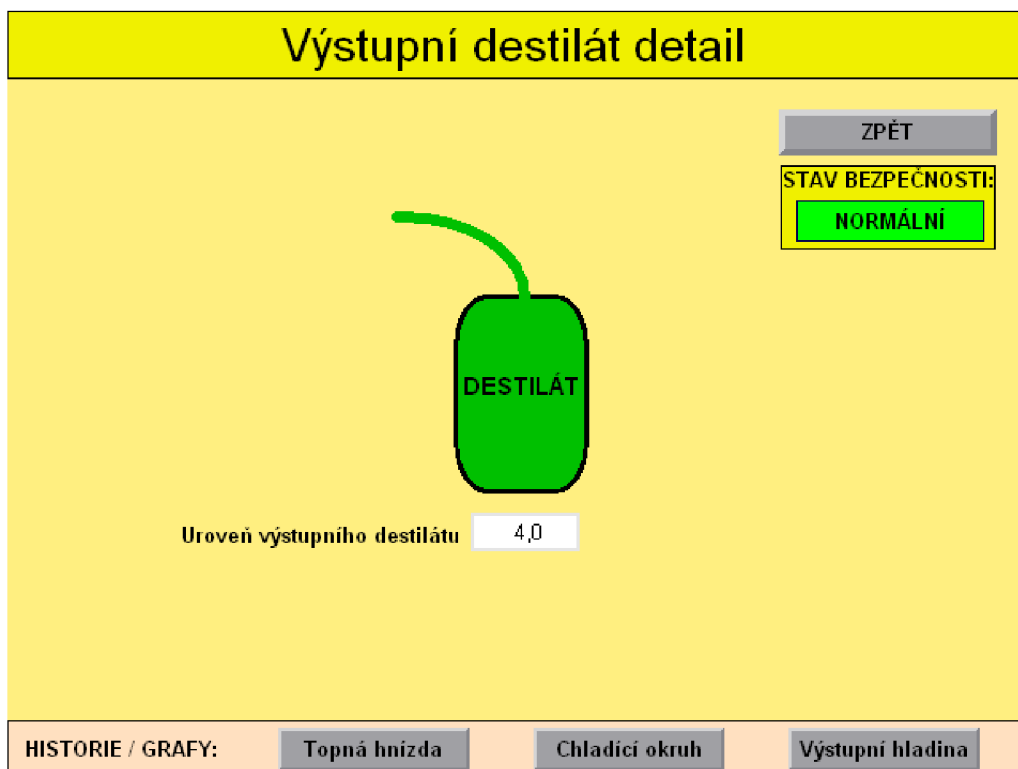 Výstupní destilát detail
ZPĚT
STAV BEZPEČNOSTI:
NORMÁLNÍ
DESTILÁT
Uroveň výstupního destilátu 4,0
HISTORIE / GRAFY: Topná hnízda Chladící okruh Výstupní hladina